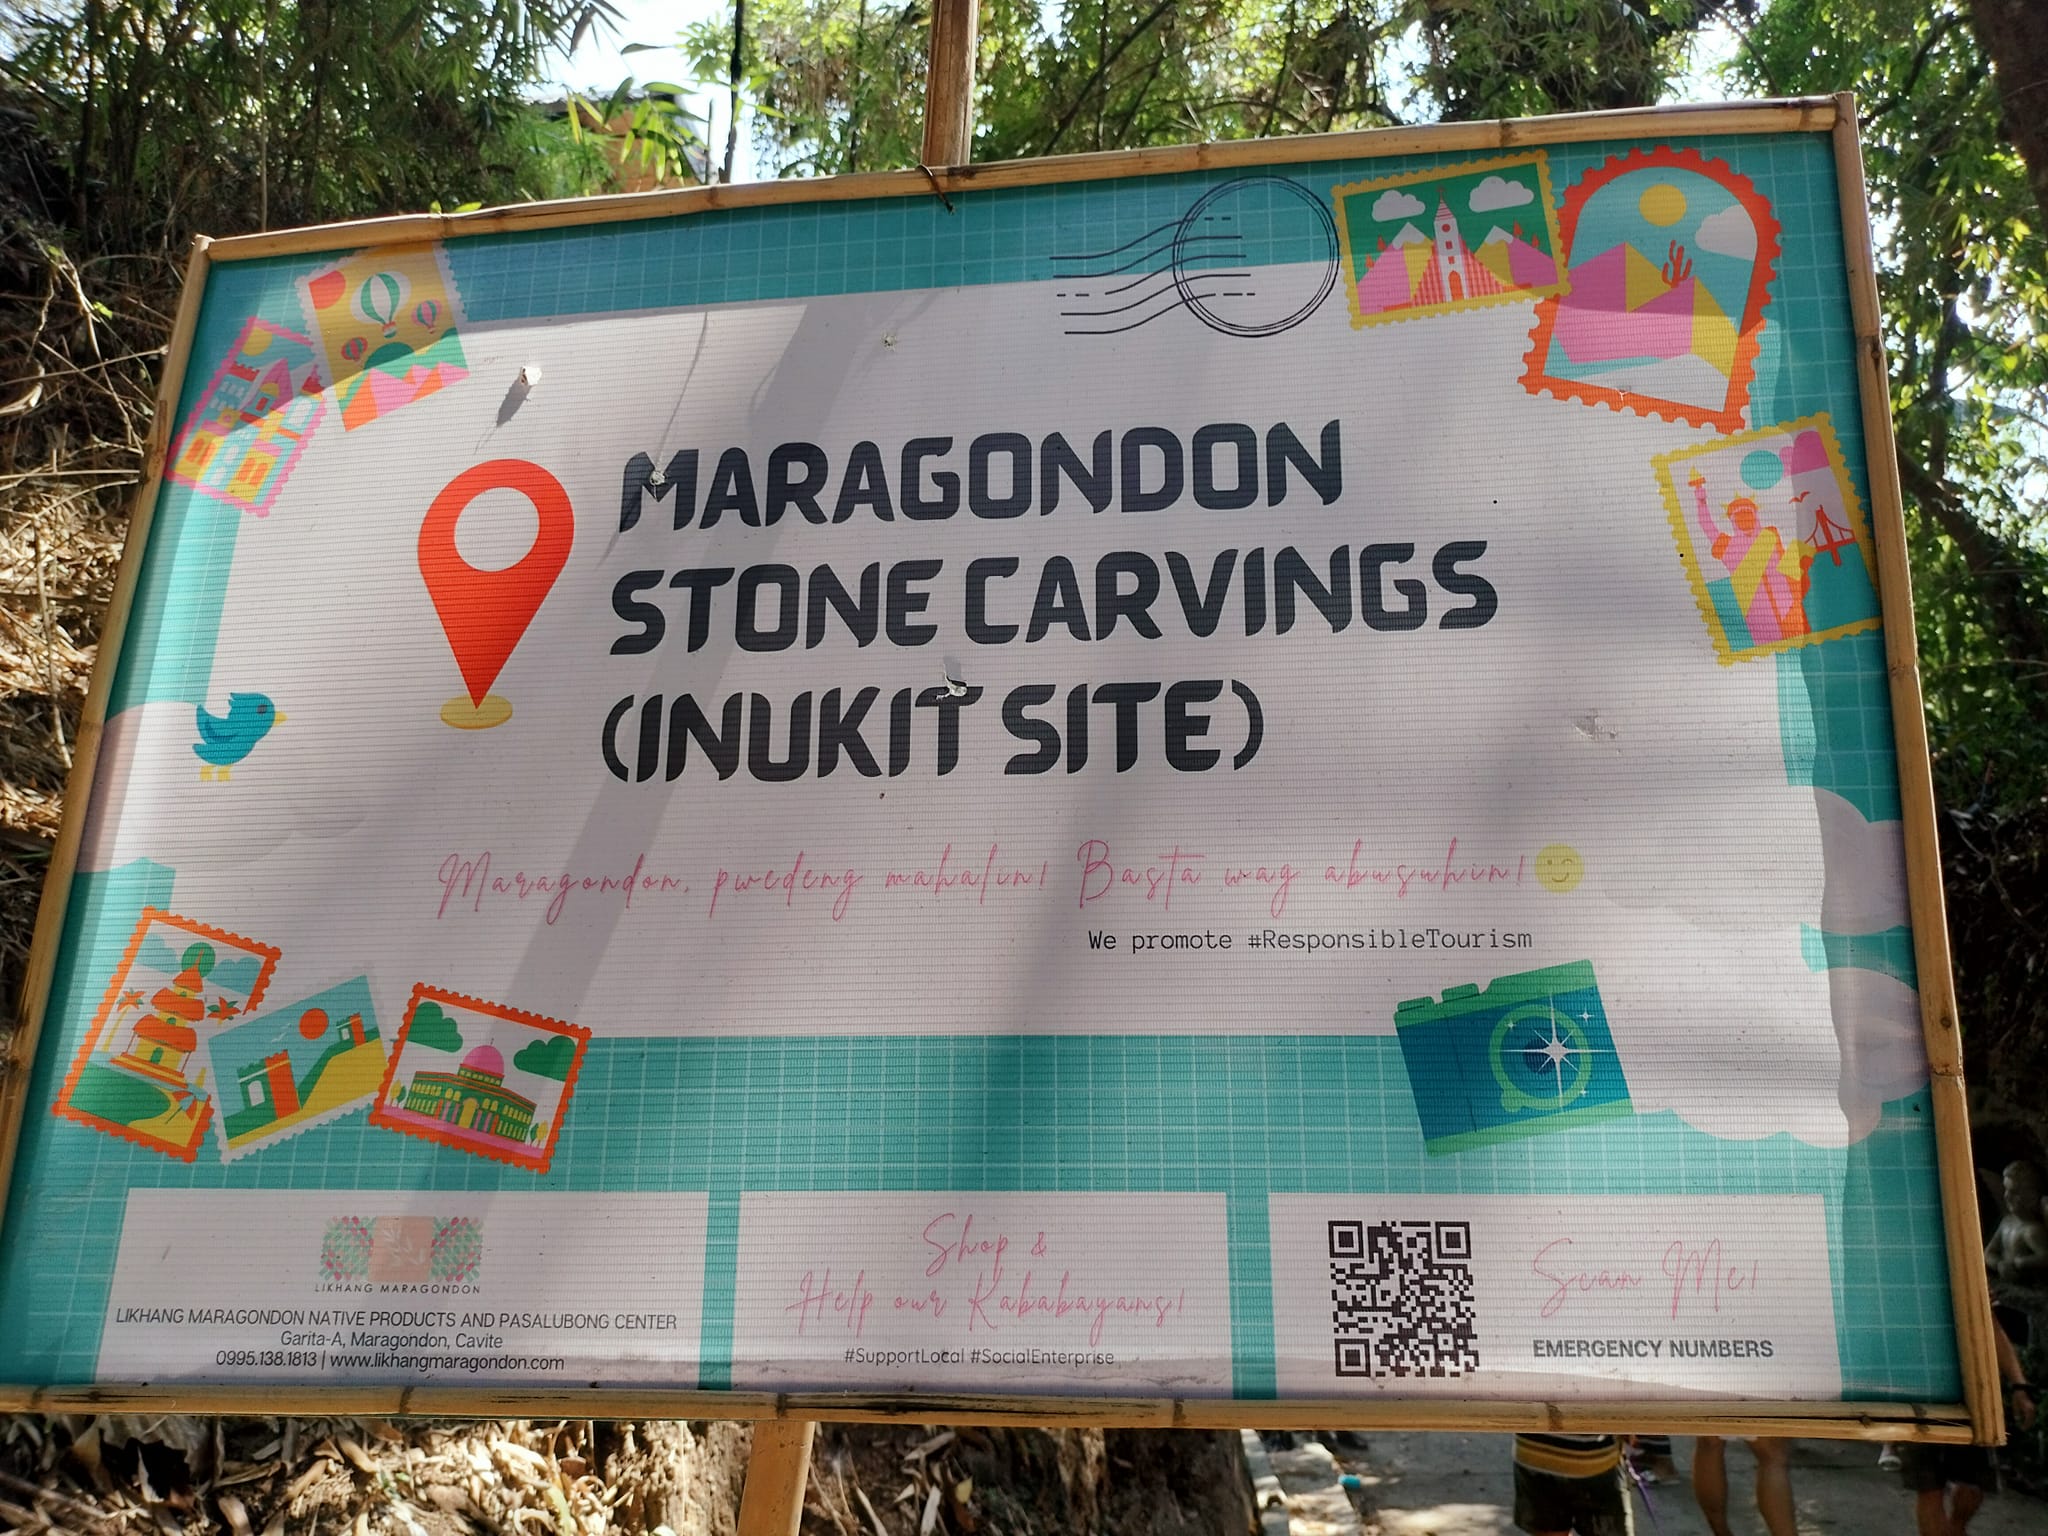 MARAGONDON
STONE CARVINGS
(INUKIT SITE)
Maragondon, pwedeng mahalin! Basta wag abusuhin!
We promote #ResponsibleTourism
LIKHANG MARAGONDON
LIKHANG MARAGONDON NATIVE PRODUCTS AND PASALUBONG CENTER
Garita-A, Maragondon, Cavite
0995.138.1813 | www.likhangmaragondon.com
Shop &
Help our Kababayans!
#SupportLocal #SocialEnterprise
Scan Me!
EMERGENCY NUMBERS